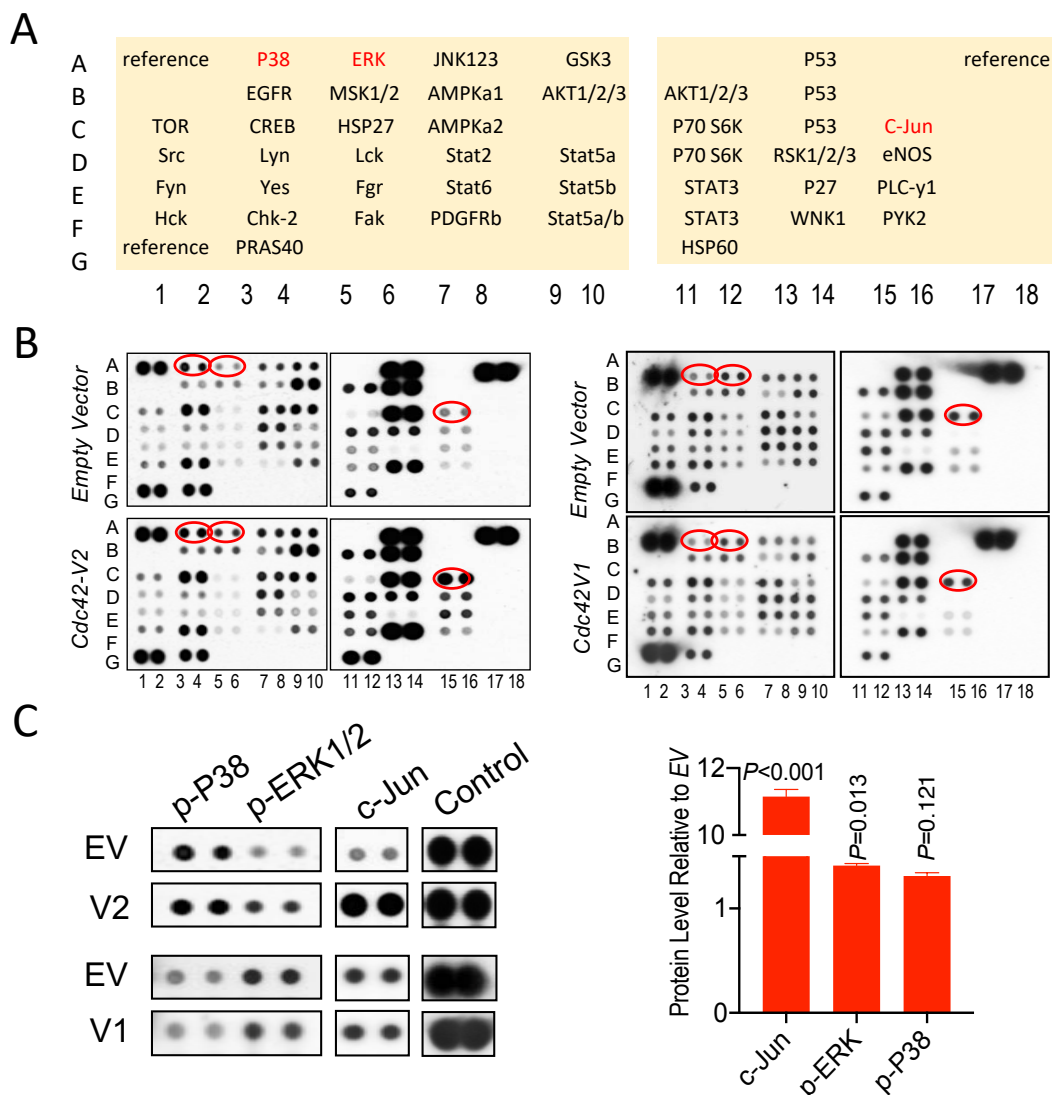 A
A reference P38 ERK JNK123 GSK3 P53 reference
B EGFR MSK1/2 AMPKa1 AKT1/2/3 AKT1/2/3 P53
C TOR CREB HSP27 AMPKa2 P70 S6K P53 C-Jun
D Src Lyn Lck Stat2 Stat5a P70 S6K RSK1/2/3 eNOS
E Fyn Yes Fgr Stat6 Stat5b STAT3 P27 PLC-y1
F Hck Chk-2 Fak PDGFRb Stat5a/b STAT3 WNK1 PYK2
G reference PRAS40 HSP60
1 2 3 4 5 6 7 8 9 10 11 12 13 14 15 16 17 18
B
Empty Vector
A
B
C
D
E
F
G
Cdc42-V2
A
B
C
D
E
F
G
1 2 3 4 5 6 7 8 9 10 11 12 13 14 15 16 17 18
Empty Vector
A
B
C
D
E
F
G
Cdc42V1
A
B
C
D
E
F
G
1 2 3 4 5 6 7 8 9 10 11 12 13 14 15 16 17 18
C
p-P38 p-ERK1/2 c-Jun Control
EV
V2
EV
V1
Protein Level Relative to EV
12
10
1
0
P<0.001
P=0.013
P=0.121
c-Jun
p-ERK
p-P38